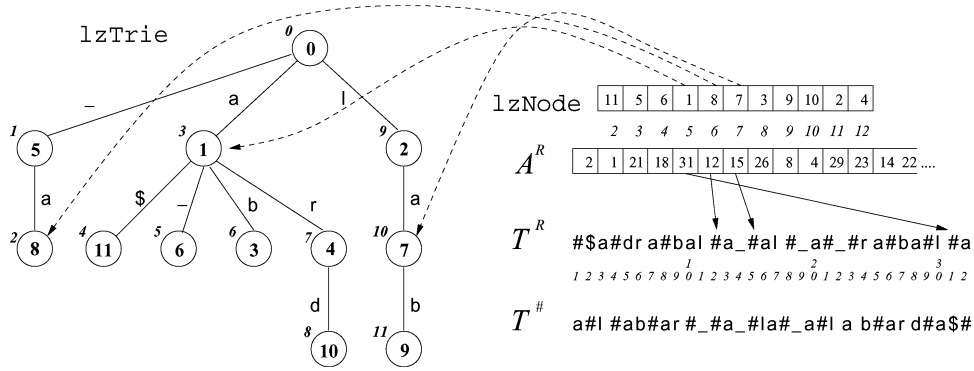 lzTrie
0 0
_ a l
1 5 3 1 9 2
a $ _ b r a
2 8 4 11 5 6 6 3 7 4 10 7
d b
8 10 11 9
lzNode 11 5 6 1 8 7 3 9 10 2 4
2 3 4 5 6 7 8 9 10 11 12
A^R 2 1 21 18 31 12 15 26 8 4 29 23 14 22 ....
T^R #$a#dr a#bal #a_#al #_a#_#r a#ba#l #a
1 2 3 4 5 6 7 8 9 10 1 2 3 4 5 6 7 8 9 20 1 2 3 4 5 6 7 8 9 30 1 2
T^# a#l #ab#ar #_#a_#la#_a#l a b#ar d#a$#